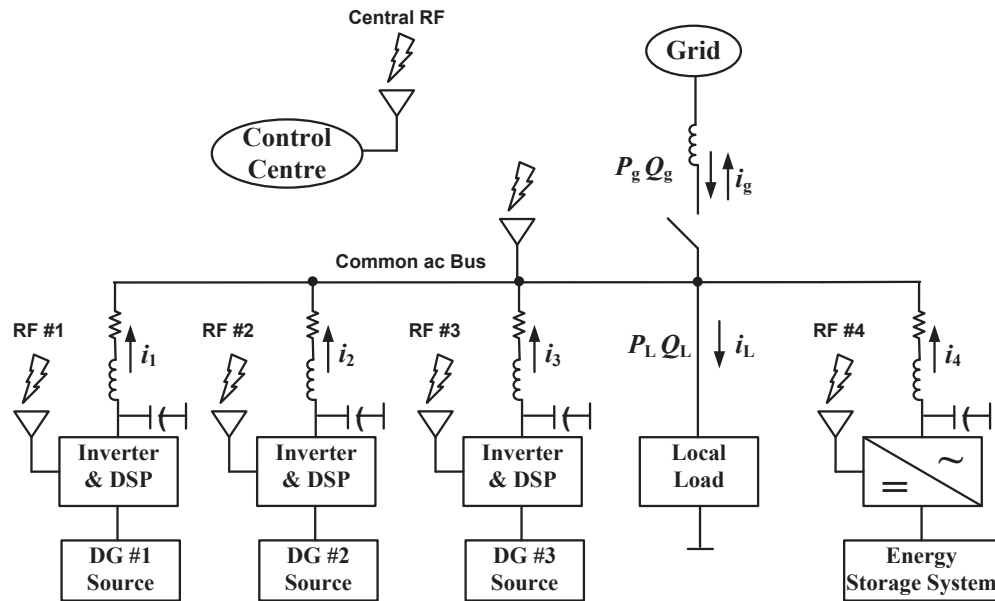 Central RF
Grid
Control
Centre
Pg Qg
ig
Common ac Bus
RF #1
i1
RF #2
i2
RF #3
i3
PL QL
iL
RF #4
i4
Inverter
& DSP
Inverter
& DSP
Inverter
& DSP
Local
Load
~
=
DG #1
Source
DG #2
Source
DG #3
Source
Energy
Storage System